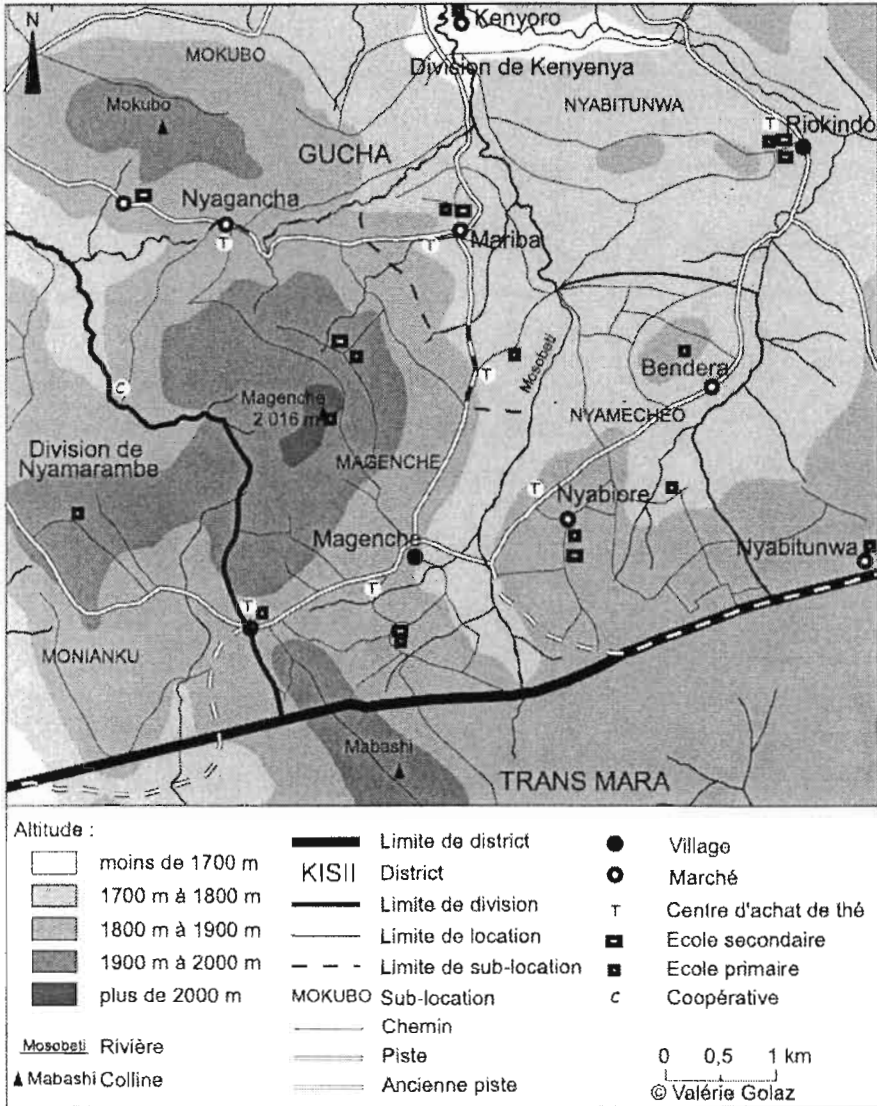 N
Kenyoro
MOKUBO
Division de Kenyenya
Mokubo
NYABITUNWA
T
Riokindo
GUCHA
Nyagancha
T
Mariba
T
Mosobeti
T
Bendera
C
Magenche
2 016 m
NYAMECHEO
Division de
Nyamarambe
MAGENCHE
T
Nyabiore
Magenche
Nyabitunwa
T
T
MONIANKU
Mabashi
TRANS MARA
Altitude :
moins de 1700 m
1700 m à 1800 m
1800 m à 1900 m
1900 m à 2000 m
plus de 2000 m
Mosobeti Rivière
Mabashi Colline
Limite de district
KISII District
Limite de division
Limite de location
Limite de sub-location
MOKUBO Sub-location
Chemin
Piste
Ancienne piste
Village
Marché
T Centre d'achat de thé
Ecole secondaire
Ecole primaire
C Coopérative
0 0,5 1 km
© Valérie Golaz